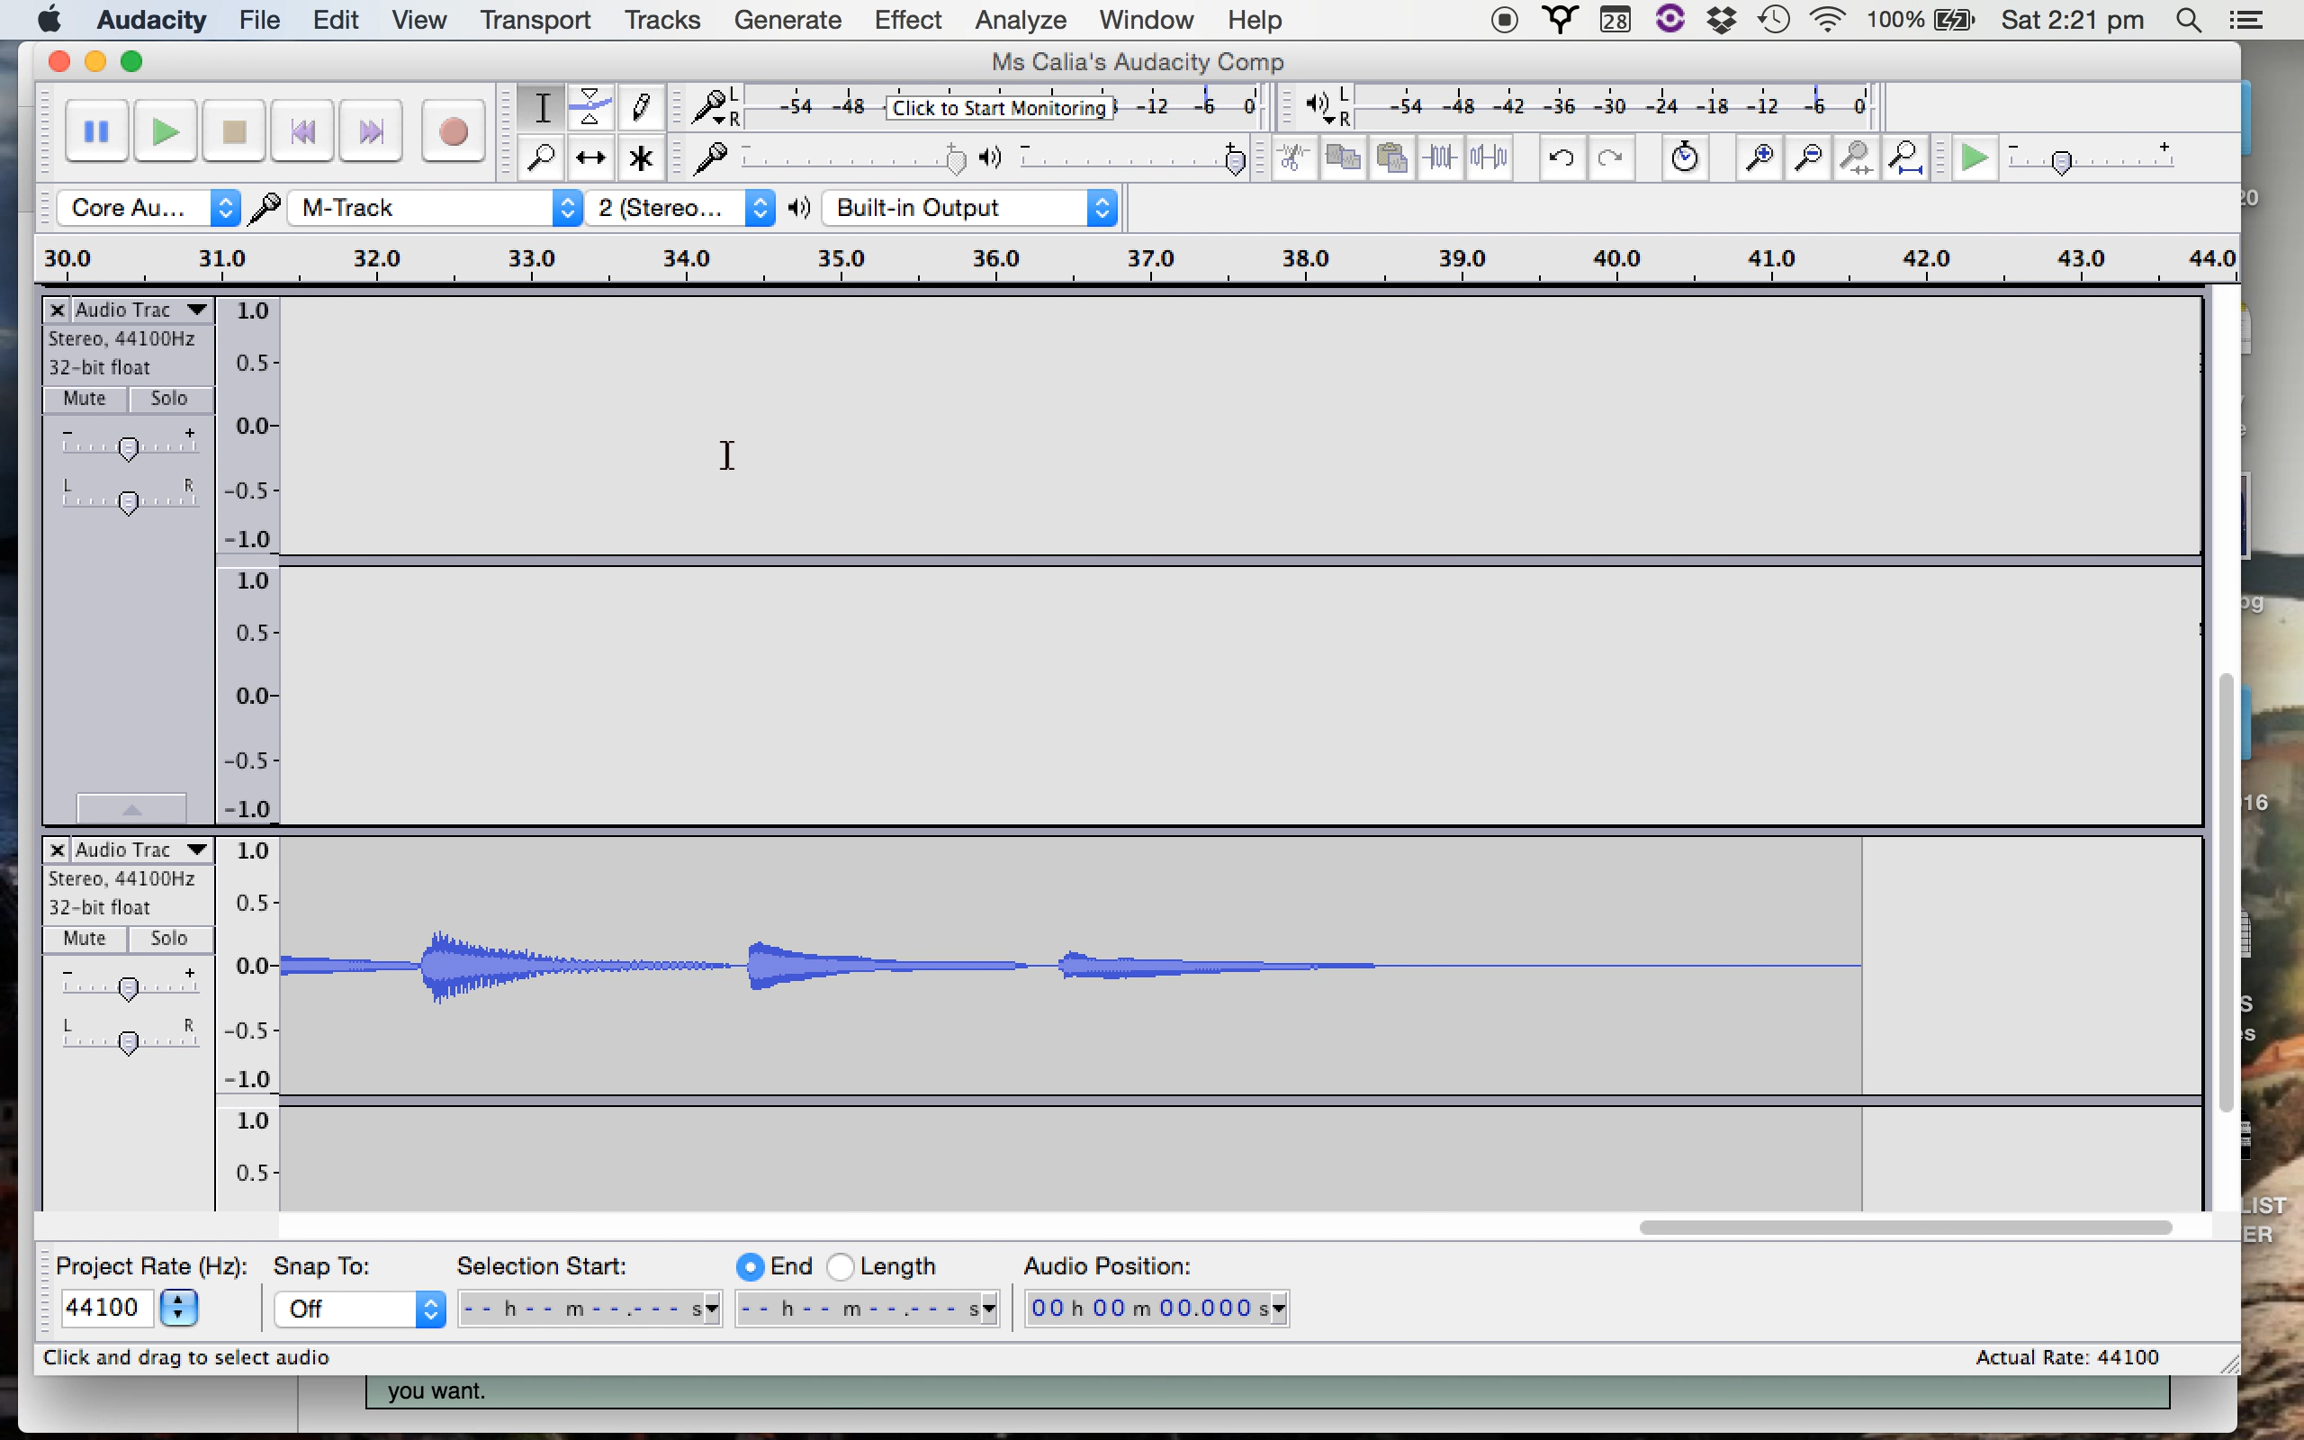 Audacity File Edit View Transport Tracks Generate Effect Analyze Window Help 28 100% Sat 2:21 pm
Ms Calia's Audacity Comp
L R -54 -48 Click to Start Monitoring -12 -6 0 L R -54 -48 -42 -36 -30 -24 -18 -12 -6 0
Core Au... M-Track 2 (Stereo... Built-in Output
30.0 31.0 32.0 33.0 34.0 35.0 36.0 37.0 38.0 39.0 40.0 41.0 42.0 43.0 44.0
Audio Trac 1.0
Stereo, 44100Hz
32-bit float
0.5
Mute Solo
- +
0.0
L R
-0.5
-1.0
1.0
0.5
0.0
-0.5
-1.0
Audio Trac 1.0
Stereo, 44100Hz
32-bit float
0.5
Mute Solo
- +
0.0
L R
-0.5
-1.0
1.0
0.5
Project Rate (Hz): Snap To: Selection Start: End Length Audio Position:
44100 Off -- h -- m --.--- s -- h -- m --.--- s 00 h 00 m 00.000 s
Click and drag to select audio Actual Rate: 44100
you want.
20
pg
16
S
es
LIST
ER